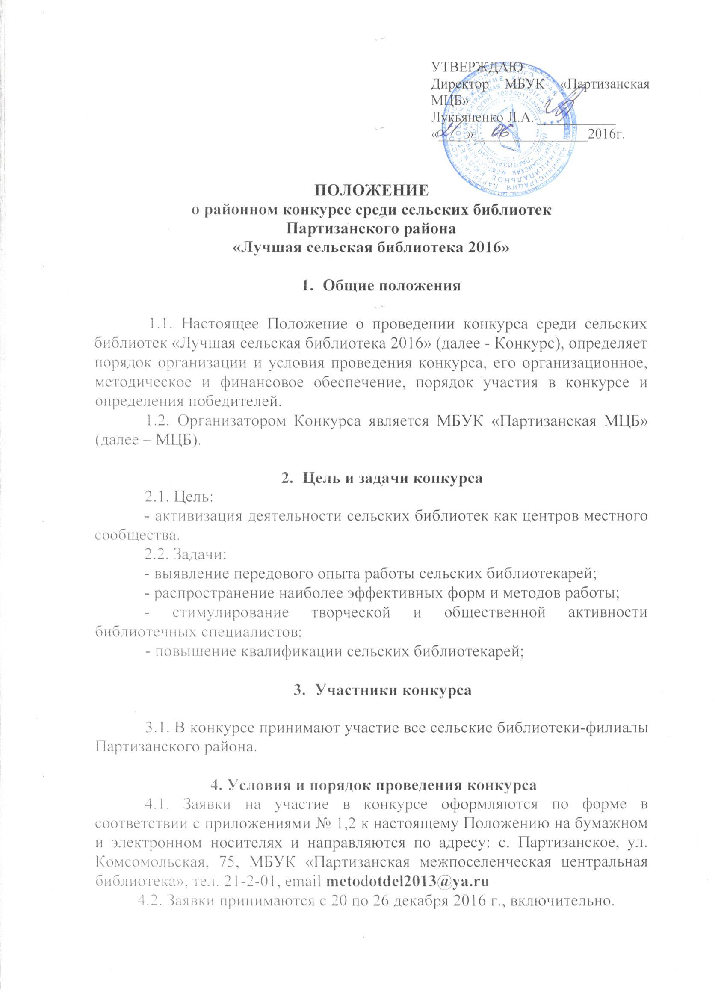 УТВЕРЖДАЮ
Директор МБУК «Партизанская
МЦБ»
Лукьяненко Л.А. ___________
«____» 06 ________________2016г.
ПОЛОЖЕНИЕ
о районном конкурсе среди сельских библиотек
Партизанского района
«Лучшая сельская библиотека 2016»
1. Общие положения
1.1. Настоящее Положение о проведении конкурса среди сельских
библиотек «Лучшая сельская библиотека 2016» (далее - Конкурс), определяет
порядок организации и условия проведения конкурса, его организационное,
методическое и финансовое обеспечение, порядок участия в конкурсе и
определения победителей.
1.2. Организатором Конкурса является МБУК «Партизанская МЦБ»
(далее – МЦБ).
2. Цель и задачи конкурса
2.1. Цель:
- активизация деятельности сельских библиотек как центров местного
сообщества.
2.2. Задачи:
- выявление передового опыта работы сельских библиотекарей;
- распространение наиболее эффективных форм и методов работы;
- стимулирование творческой и общественной активности
библиотечных специалистов;
- повышение квалификации сельских библиотекарей;
3. Участники конкурса
3.1. В конкурсе принимают участие все сельские библиотеки-филиалы
Партизанского района.
4. Условия и порядок проведения конкурса
4.1. Заявки на участие в конкурсе оформляются по форме в
соответствии с приложениями № 1,2 к настоящему Положению на бумажном
и электронном носителях и направляются по адресу: с. Партизанское, ул.
Комсомольская, 75, МБУК «Партизанская межпоселенческая центральная
библиотека», тел. 21-2-01, email metodotdel2013@ya.ru
4.2. Заявки принимаются с 20 по 26 декабря 2016 г., включительно.